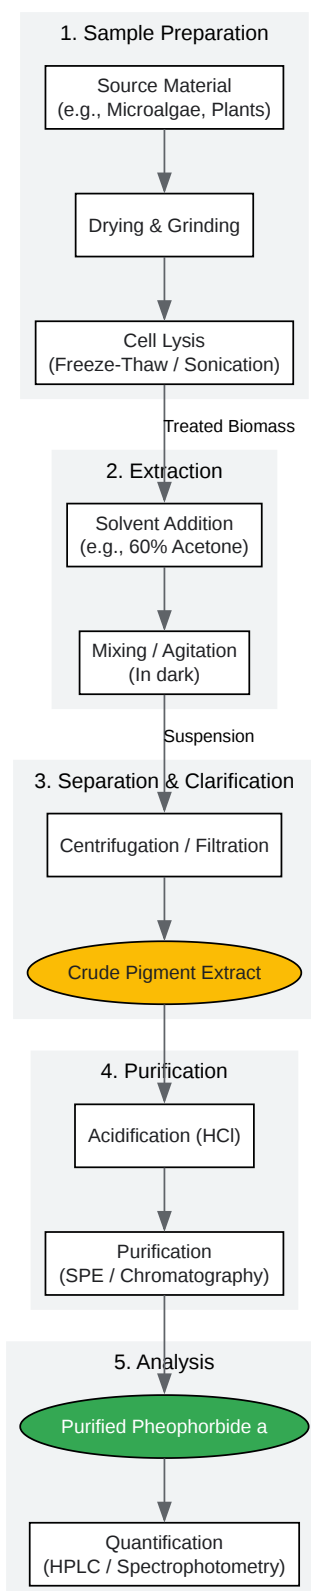 1. Sample Preparation
Source Material
(e.g., Microalgae, Plants)
Drying & Grinding
Cell Lysis
(Freeze-Thaw / Sonication)
Treated Biomass
2. Extraction
Solvent Addition
(e.g., 60% Acetone)
Mixing / Agitation
(In dark)
Suspension
3. Separation & Clarification
Centrifugation / Filtration
Crude Pigment Extract
4. Purification
Acidification (HCl)
Purification
(SPE / Chromatography)
5. Analysis
Purified Pheophorbide a
Quantification
(HPLC / Spectrophotometry)